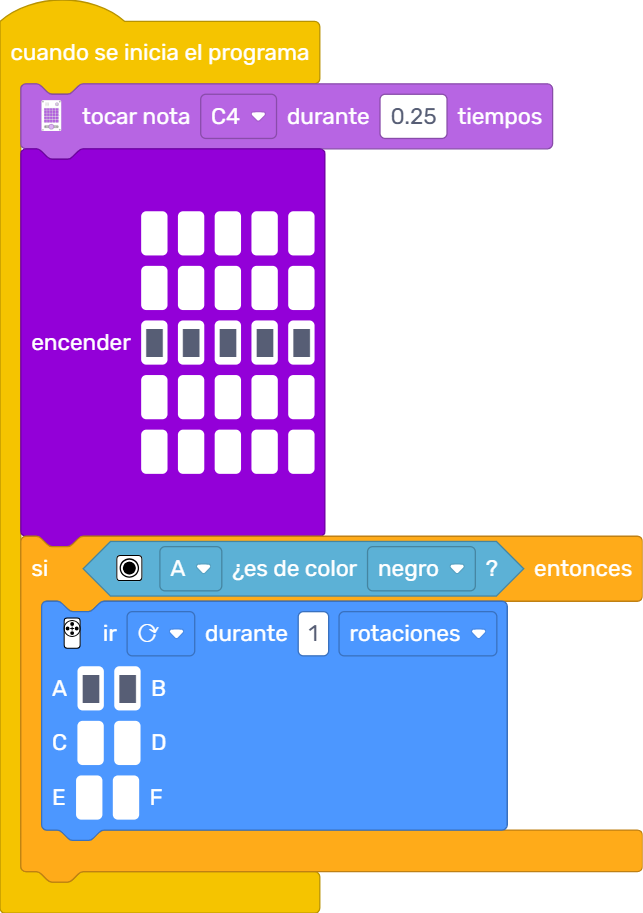 cuando se inicia el programa
tocar nota C4 durante 0.25 tiempos
encender
si A ¿es de color negro ? entonces
ir durante 1 rotaciones
A B
C D
E F